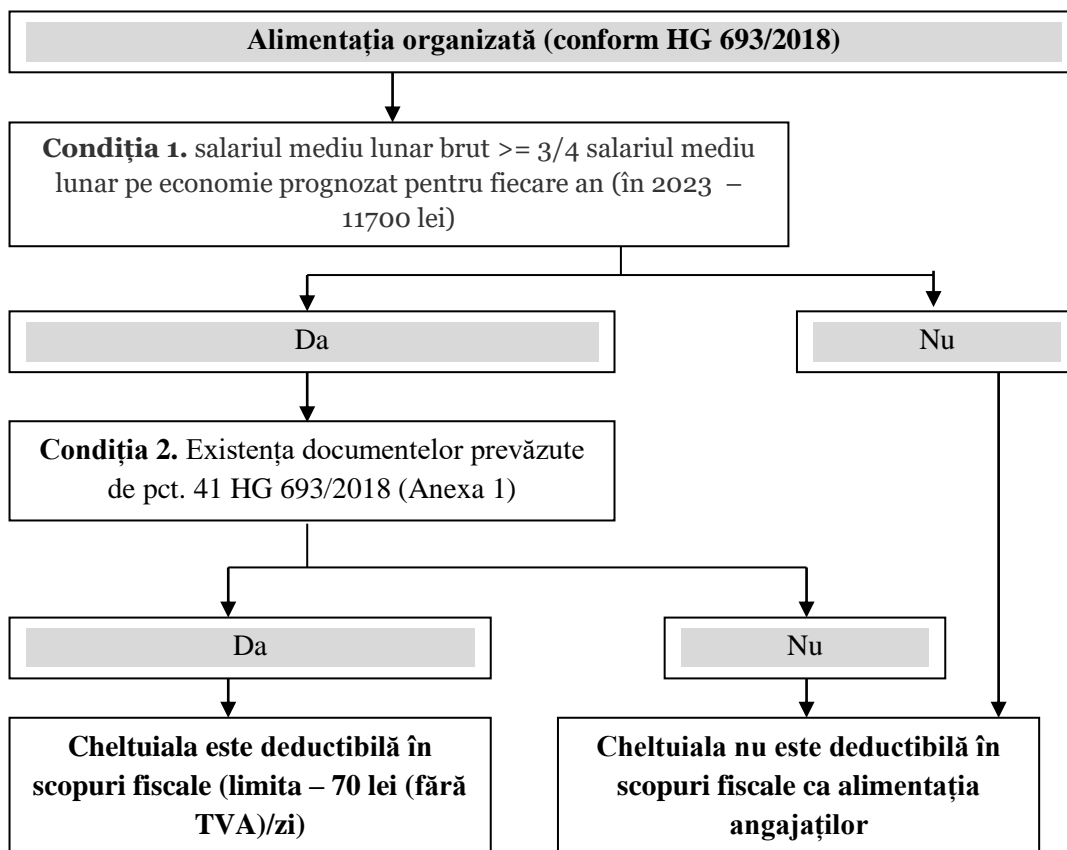 Alimentația organizată (conform HG 693/2018)
Condiția 1. salariul mediu lunar brut >= 3/4 salariul mediu
lunar pe economie prognozat pentru fiecare an (în 2023 –
11700 lei)
Da
Nu
Condiția 2. Existența documentelor prevăzute
de pct. 41 HG 693/2018 (Anexa 1)
Da
Nu
Cheltuiala este deductibilă în
scopuri fiscale (limita – 70 lei (fără
TVA)/zi)
Cheltuiala nu este deductibilă în
scopuri fiscale ca alimentația
angajaților